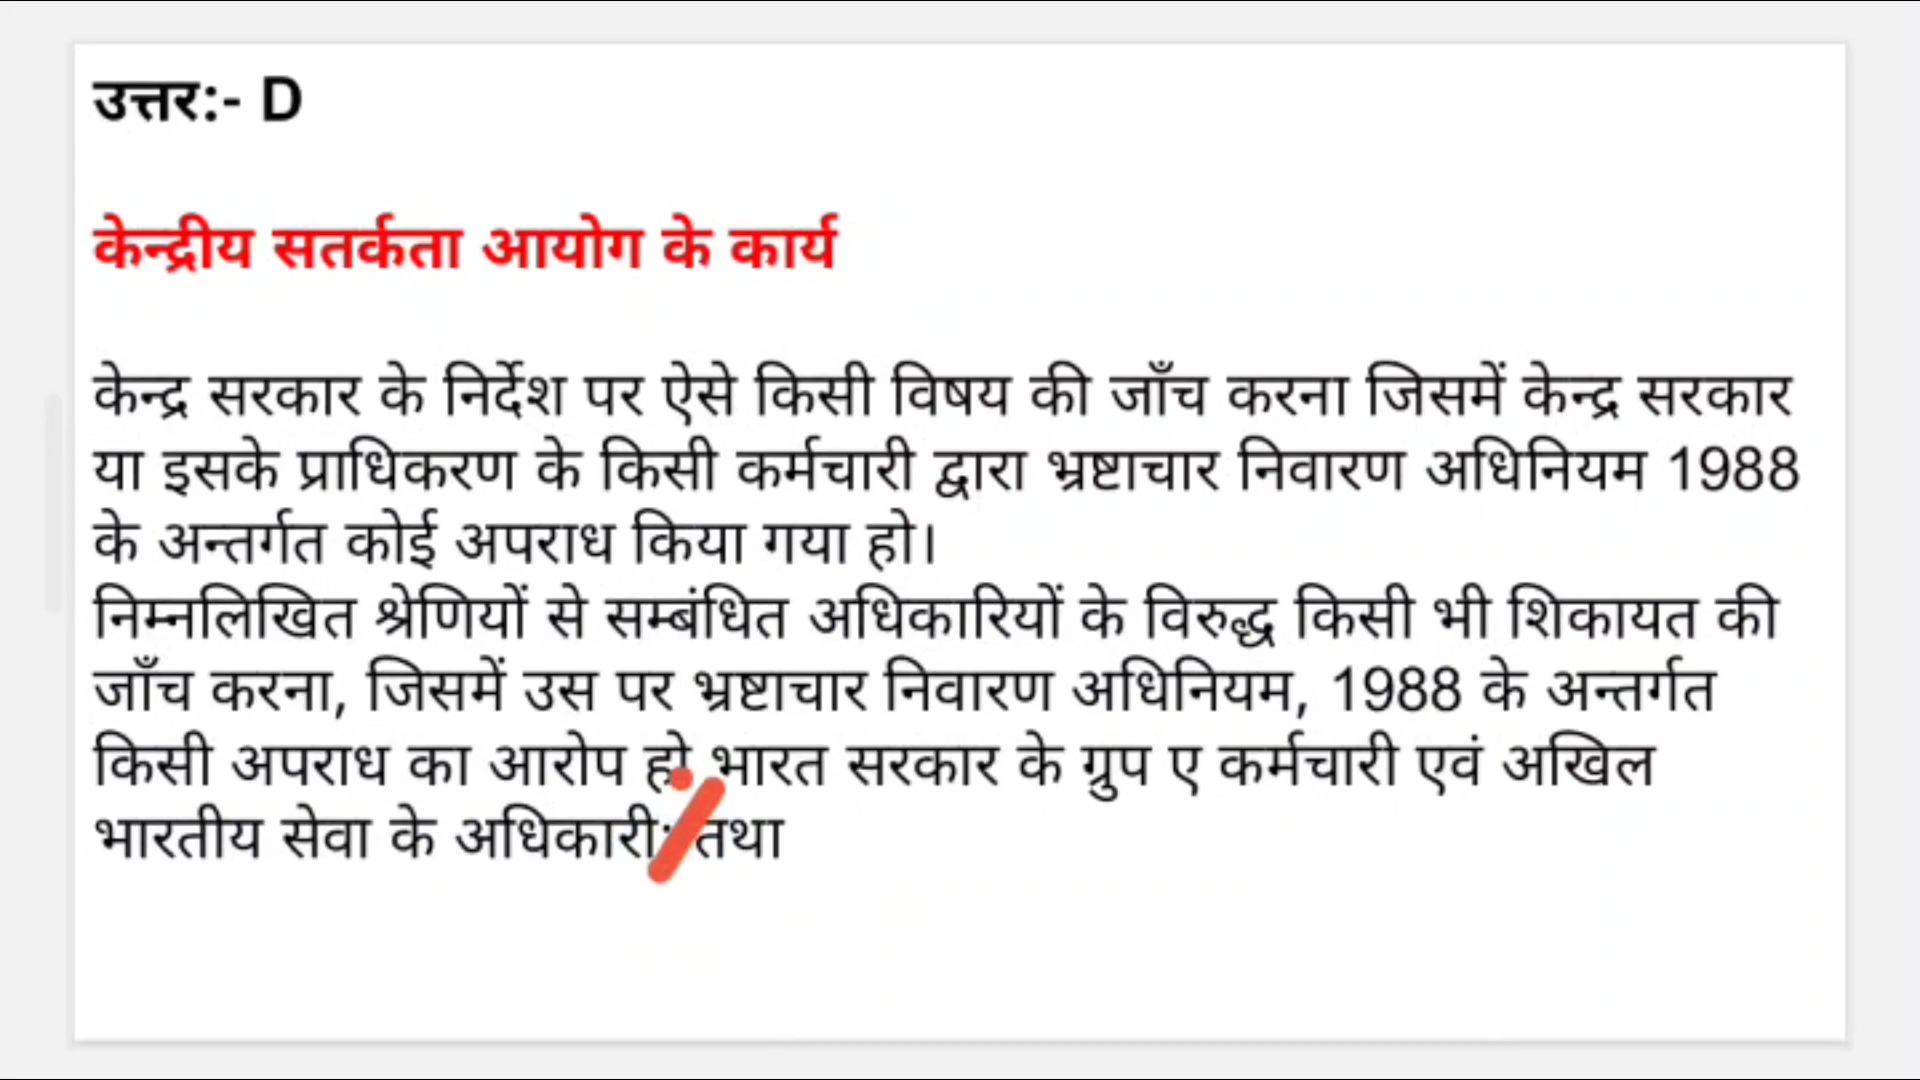 उत्तर:- D
केन्द्रीय सतर्कता आयोग के कार्य
केन्द्र सरकार के निर्देश पर ऐसे किसी विषय की जाँच करना जिसमें केन्द्र सरकार
या इसके प्राधिकरण के किसी कर्मचारी द्वारा भ्रष्टाचार निवारण अधिनियम 1988
के अन्तर्गत कोई अपराध किया गया हो।
निम्नलिखित श्रेणियों से सम्बंधित अधिकारियों के विरुद्ध किसी भी शिकायत की
जाँच करना, जिसमें उस पर भ्रष्टाचार निवारण अधिनियम, 1988 के अन्तर्गत
किसी अपराध का आरोप हो भारत सरकार के ग्रुप ए कर्मचारी एवं अखिल
भारतीय सेवा के अधिकारी; तथा